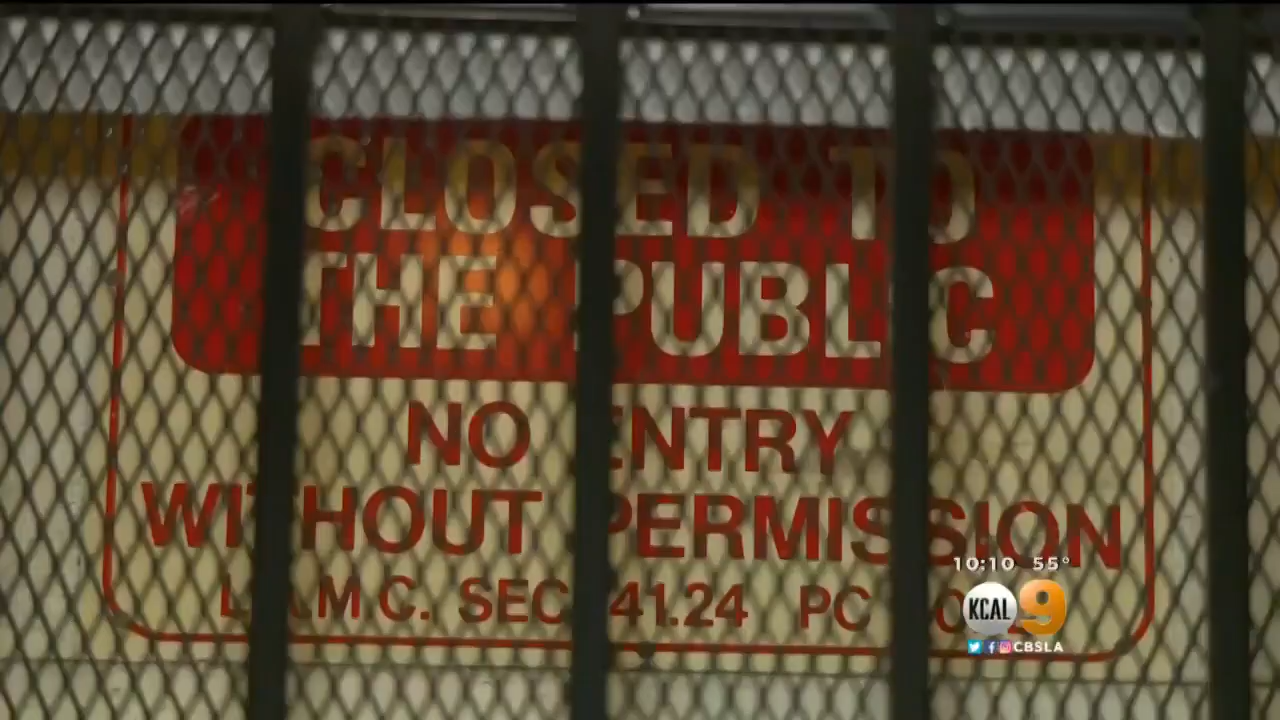 CLOSED TO
THE PUBLIC
NO ENTRY
WITHOUT PERMISSION
L.A.M.C. SEC. 41.24 PC
10:10 55°
KCAL 9
CBSLA